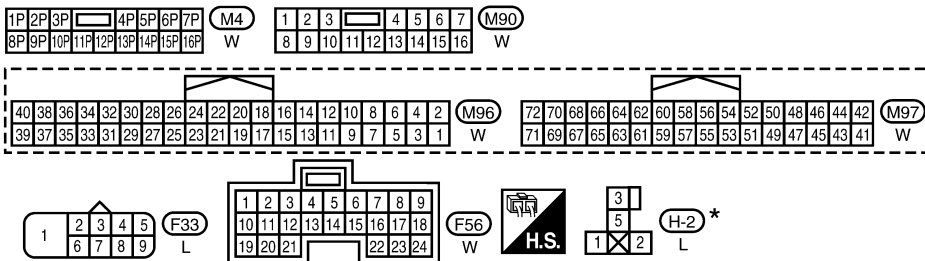 1P 2P 3P 4P 5P 6P 7P M4
8P 9P 10P 11P 12P 13P 14P 15P 16P W
1 2 3 4 5 6 7 M90
8 9 10 11 12 13 14 15 16 W
40 38 36 34 32 30 28 26 24 22 20 18 16 14 12 10 8 6 4 2 M96
39 37 35 33 31 29 27 25 23 21 19 17 15 13 11 9 7 5 3 1 W
72 70 68 66 64 62 60 58 56 54 52 50 48 46 44 42 M97
71 69 67 65 63 61 59 57 55 53 51 49 47 45 43 41 W
1 2 3 4 5 F33
6 7 8 9 L
1 2 3 4 5 6 7 8 9
10 11 12 13 14 15 16 17 18 F56
19 20 21 22 23 24 W
H.S.
3
5 H-2 *
1 2 L